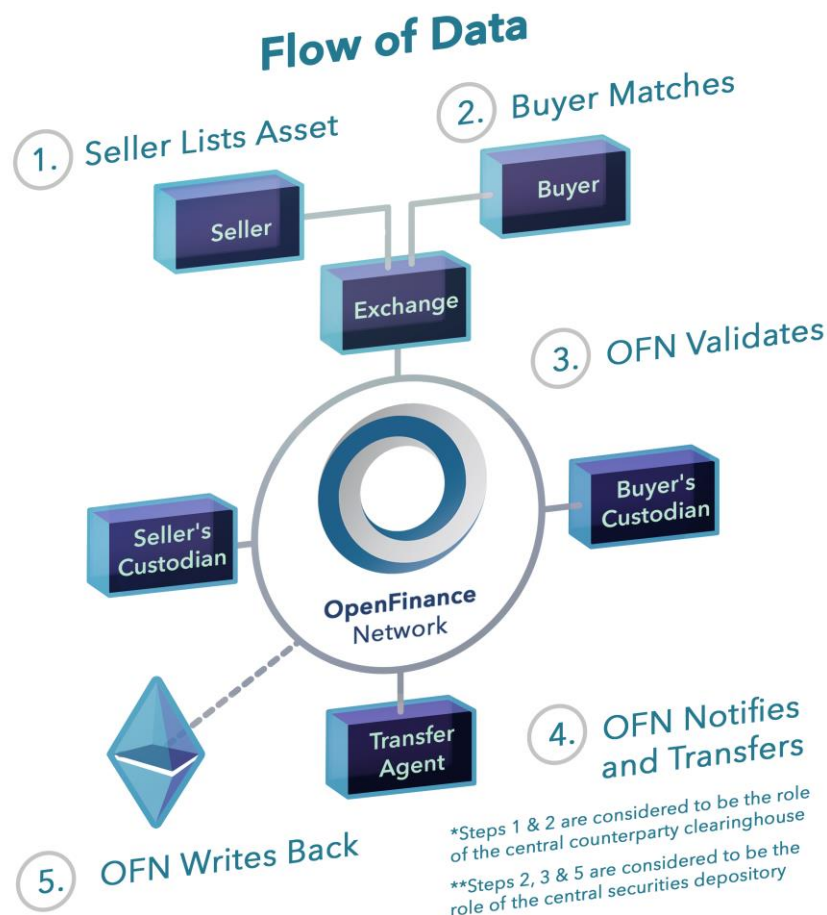 Flow of Data
1. Seller Lists Asset
2. Buyer Matches
Seller
Buyer
Exchange
3. OFN Validates
Seller's
Custodian
Buyer's
Custodian
OpenFinance
Network
Transfer
Agent
4. OFN Notifies
and Transfers
5. OFN Writes Back
*Steps 1 & 2 are considered to be the role
of the central counterparty clearinghouse
**Steps 2, 3 & 5 are considered to be the
role of the central securities depository